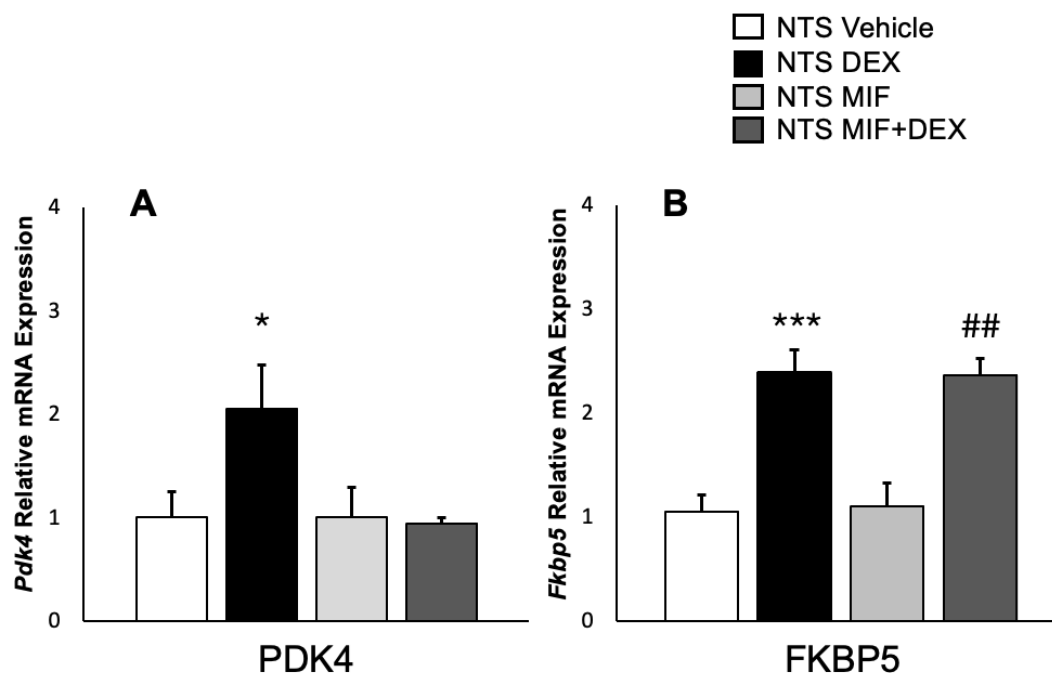 NTS Vehicle
NTS DEX
NTS MIF
NTS MIF+DEX
A
Pdk4 Relative mRNA Expression
4
3
2
1
0
*
PDK4
B
Fkbp5 Relative mRNA Expression
4
3
2
1
0
***
##
FKBP5